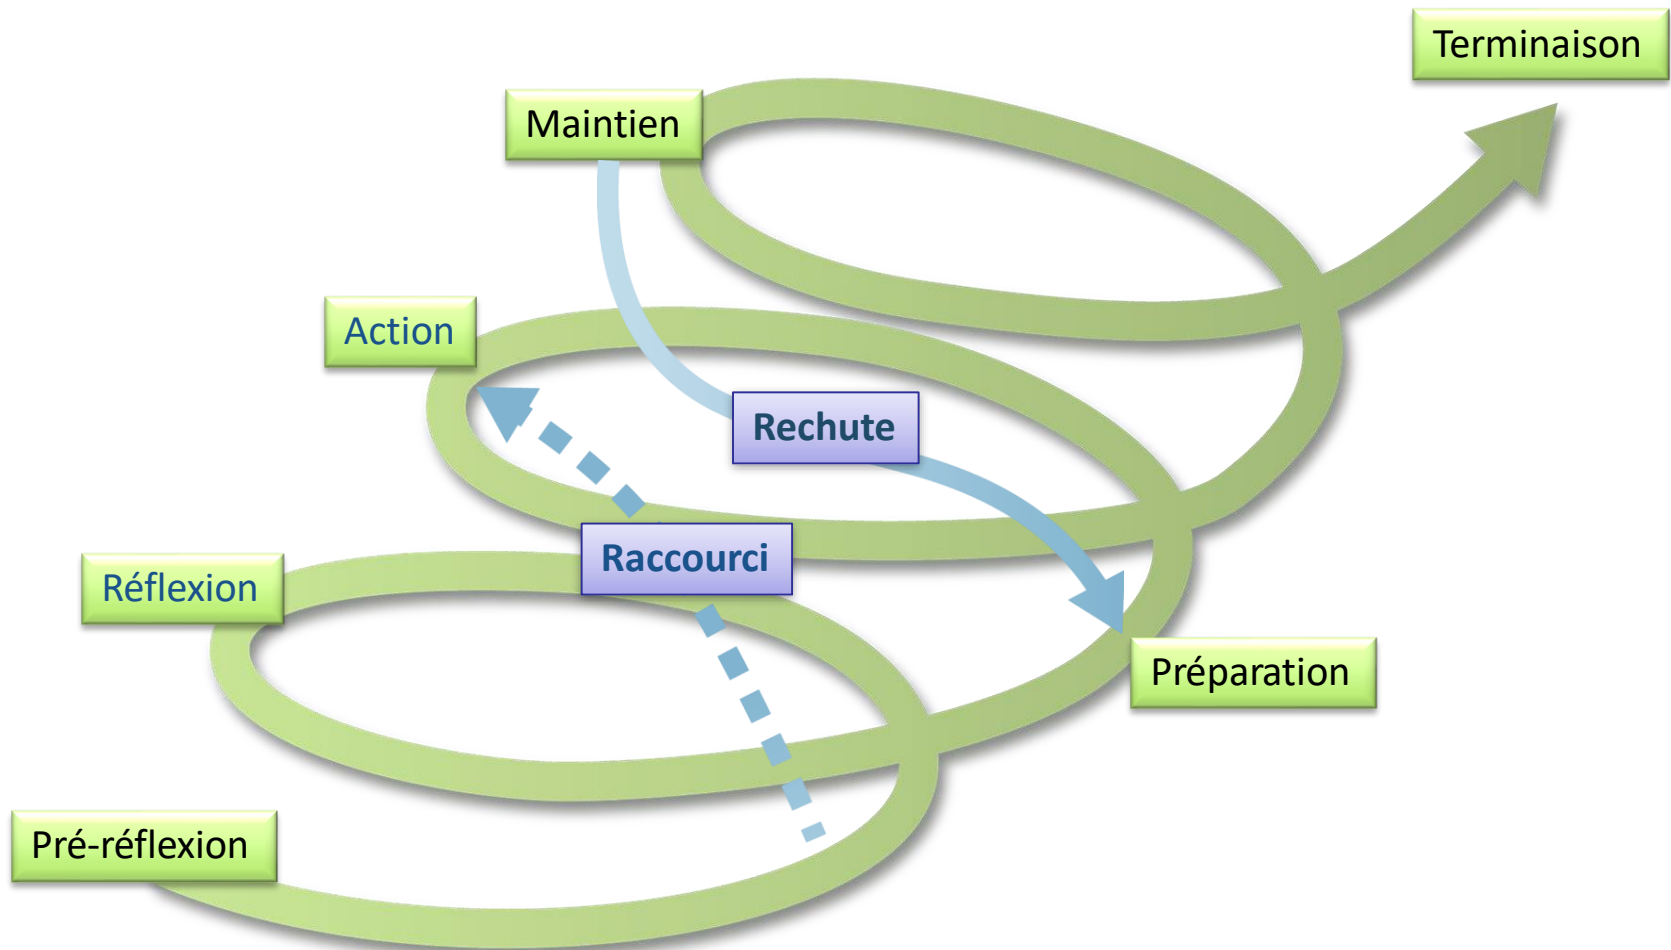 Terminaison
Maintien
Action
Rechute
Raccourci
Réflexion
Préparation
Pré-réflexion